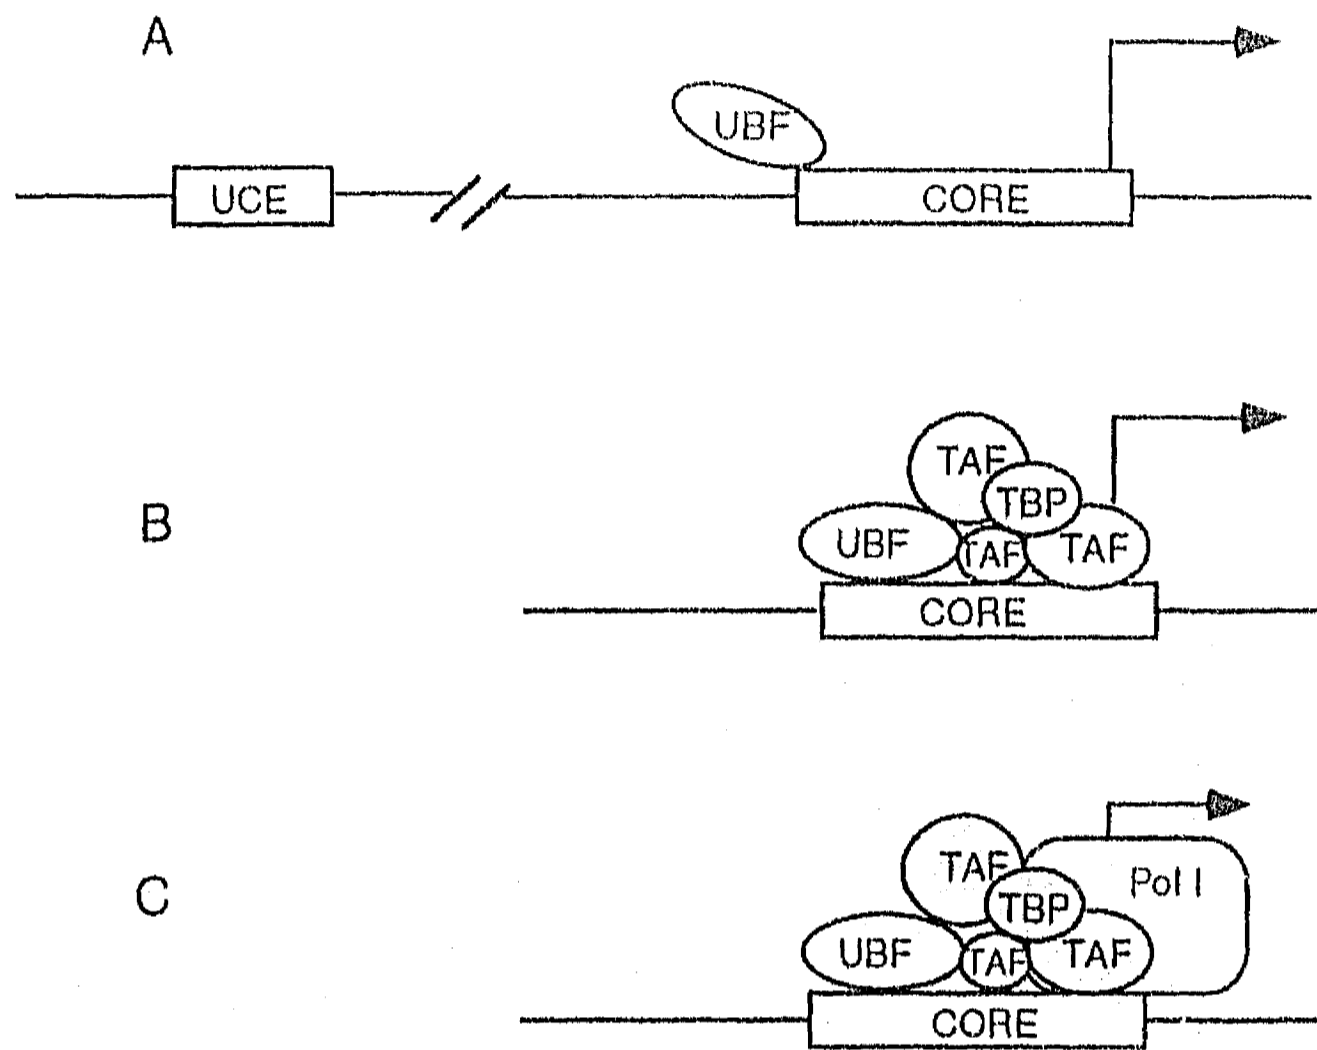 A
UBF
UCE
CORE
B
TAF
TBP
UBF
TAF
TAF
CORE
C
TAF
Pol I
TBP
UBF
TAF
TAF
CORE